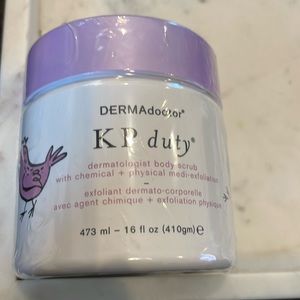 DERMAdoctor®
KP duty®
dermatologist body scrub
with chemical + physical medi-exfoliation
–
exfoliant dermato-corporelle
avec agent chimique + exfoliation physique
473 ml - 16 fl oz (410gm) ℮